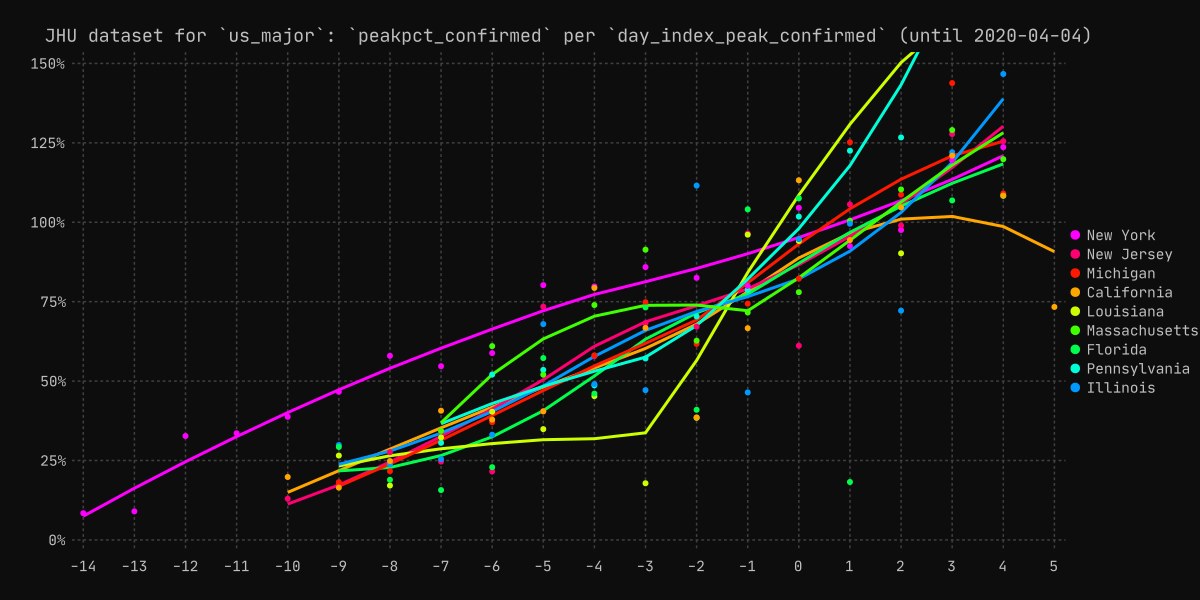 JHU dataset for `us_major`: `peakpct_confirmed` per `day_index_peak_confirmed` (until 2020-04-04)
150%
125%
100%
75%
50%
25%
0%
-14 -13 -12 -11 -10 -9 -8 -7 -6 -5 -4 -3 -2 -1 0 1 2 3 4 5
New York
New Jersey
Michigan
California
Louisiana
Massachusetts
Florida
Pennsylvania
Illinois